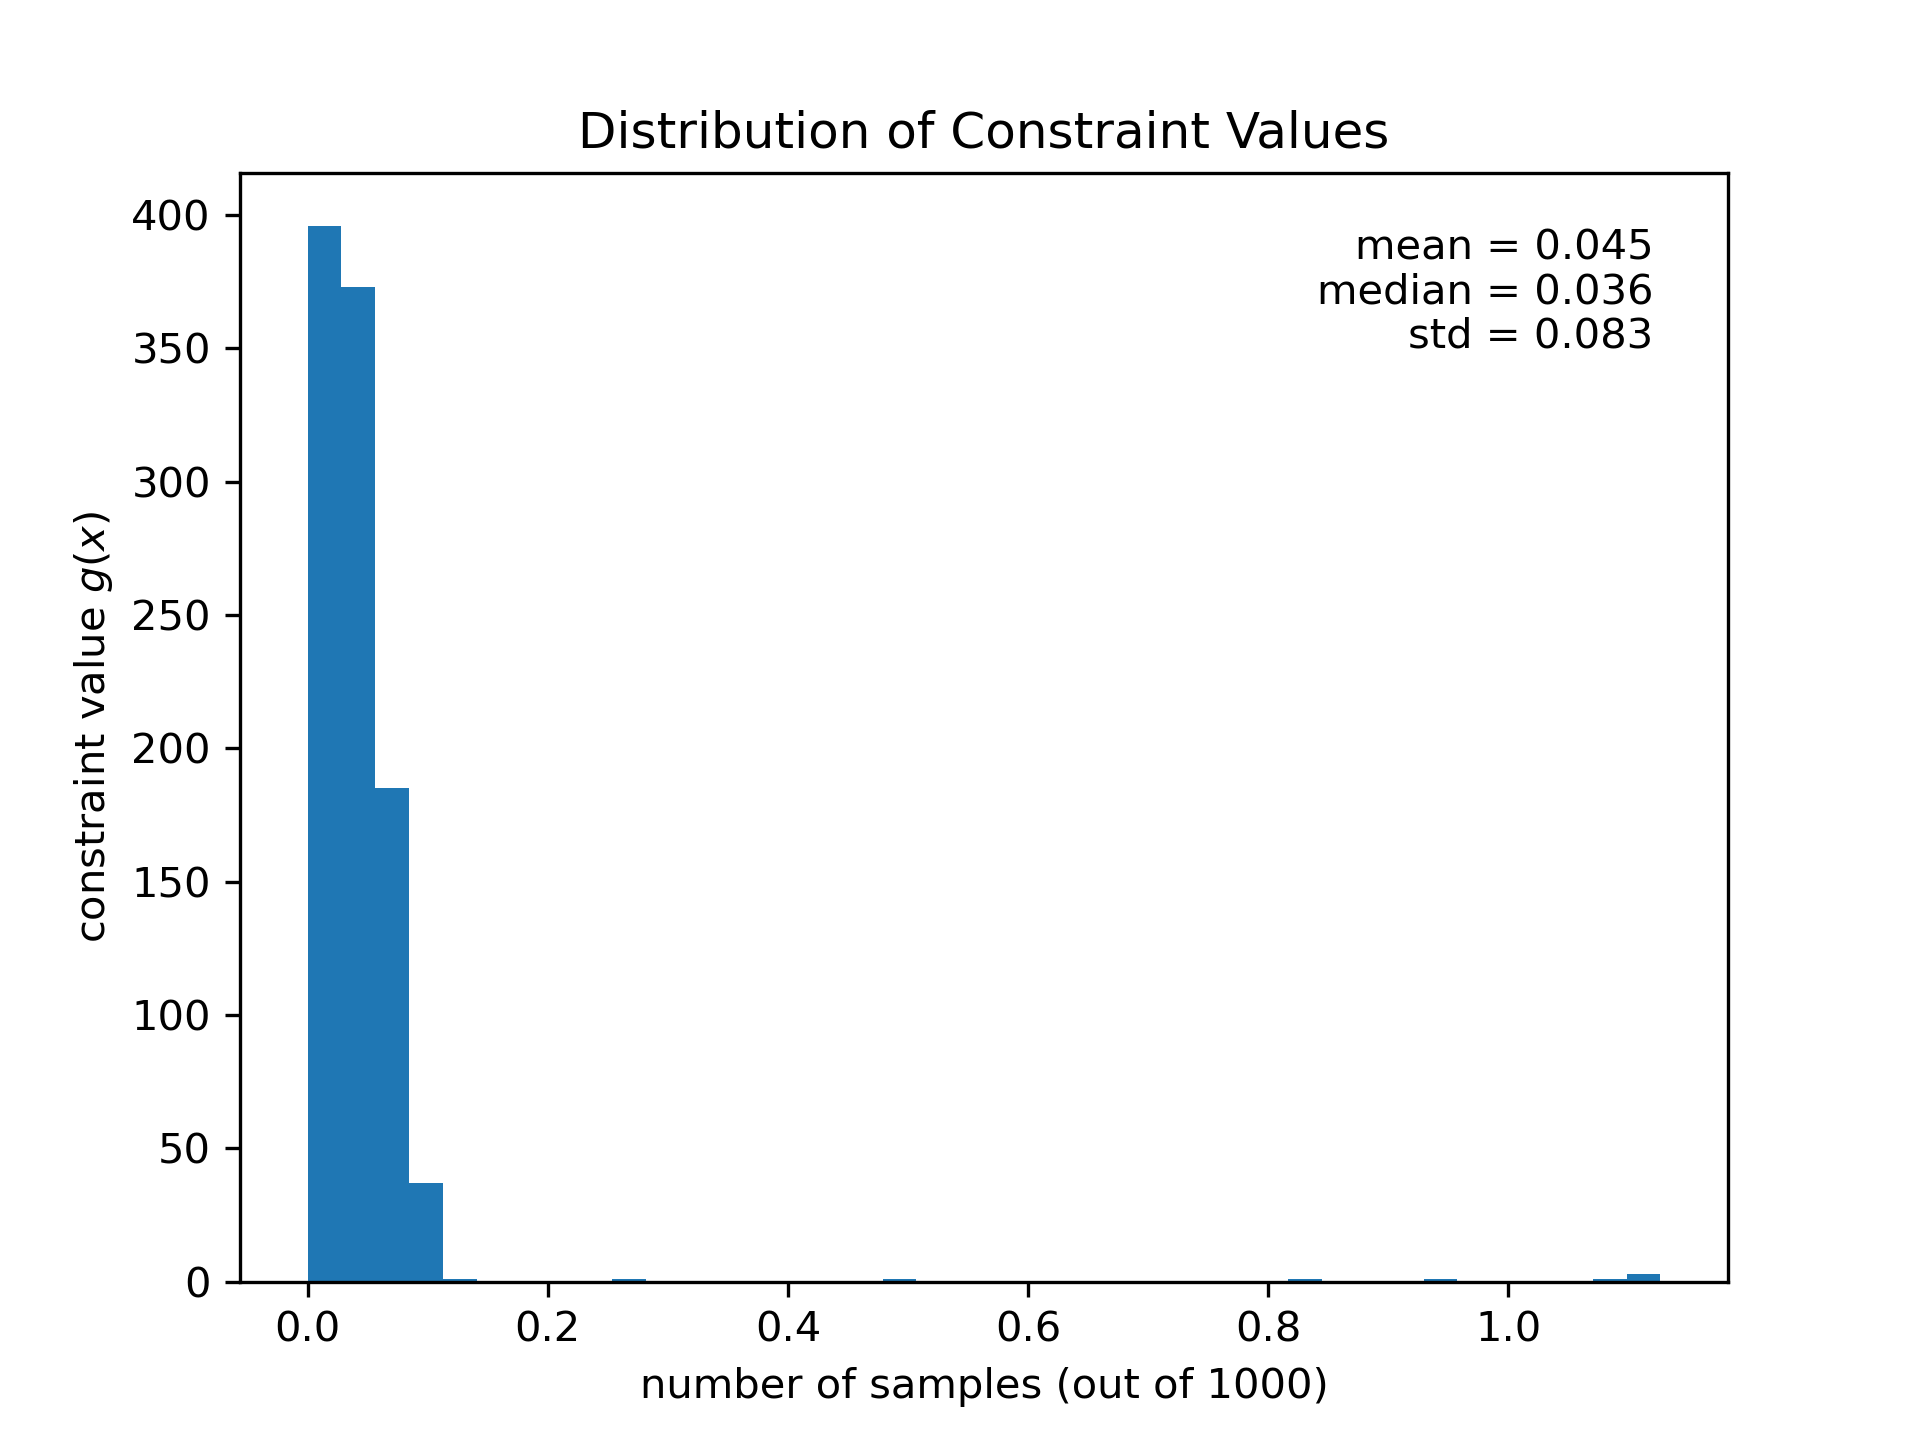 Distribution of Constraint Values
mean = 0.045
median = 0.036
std = 0.083
constraint value g(x)
400
350
300
250
200
150
100
50
0
0.0 0.2 0.4 0.6 0.8 1.0
number of samples (out of 1000)